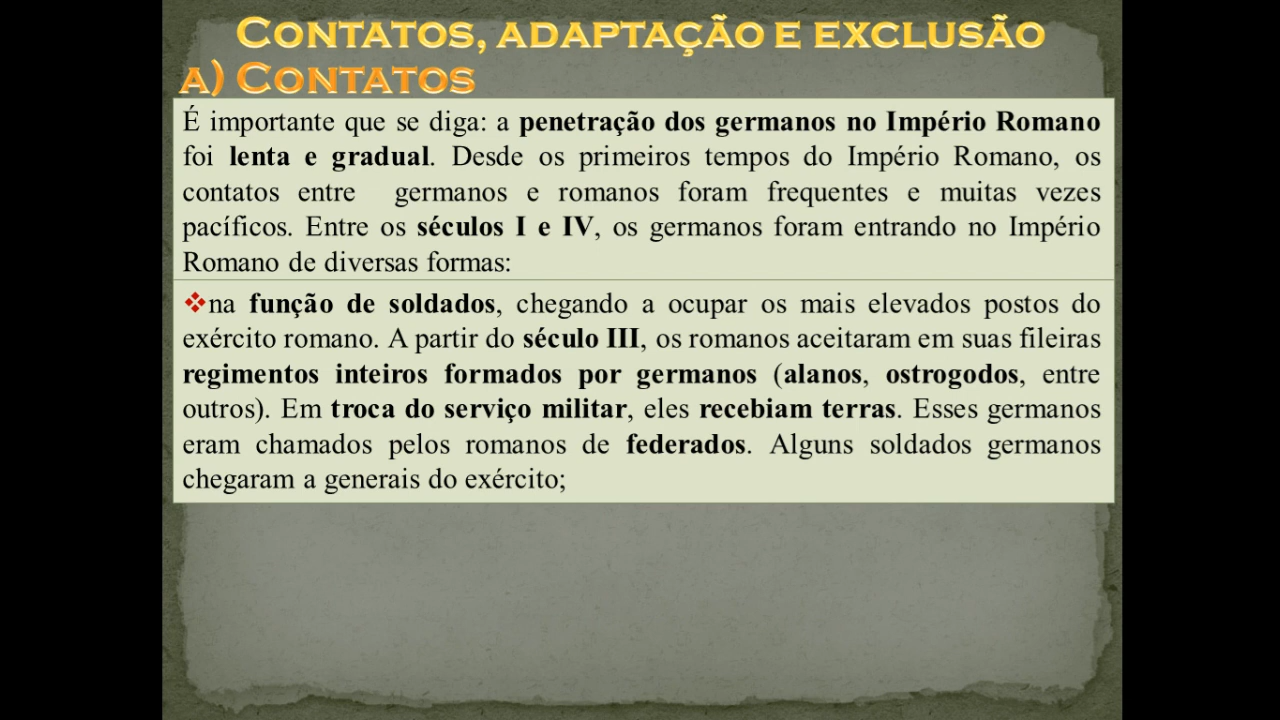 Contatos, adaptação e exclusão
a) Contatos
É importante que se diga: a penetração dos germanos no Império Romano
foi lenta e gradual. Desde os primeiros tempos do Império Romano, os
contatos entre germanos e romanos foram frequentes e muitas vezes
pacíficos. Entre os séculos I e IV, os germanos foram entrando no Império
Romano de diversas formas:
❖na função de soldados, chegando a ocupar os mais elevados postos do
exército romano. A partir do século III, os romanos aceitaram em suas fileiras
regimentos inteiros formados por germanos (alanos, ostrogodos, entre
outros). Em troca do serviço militar, eles recebiam terras. Esses germanos
eram chamados pelos romanos de federados. Alguns soldados germanos
chegaram a generais do exército;